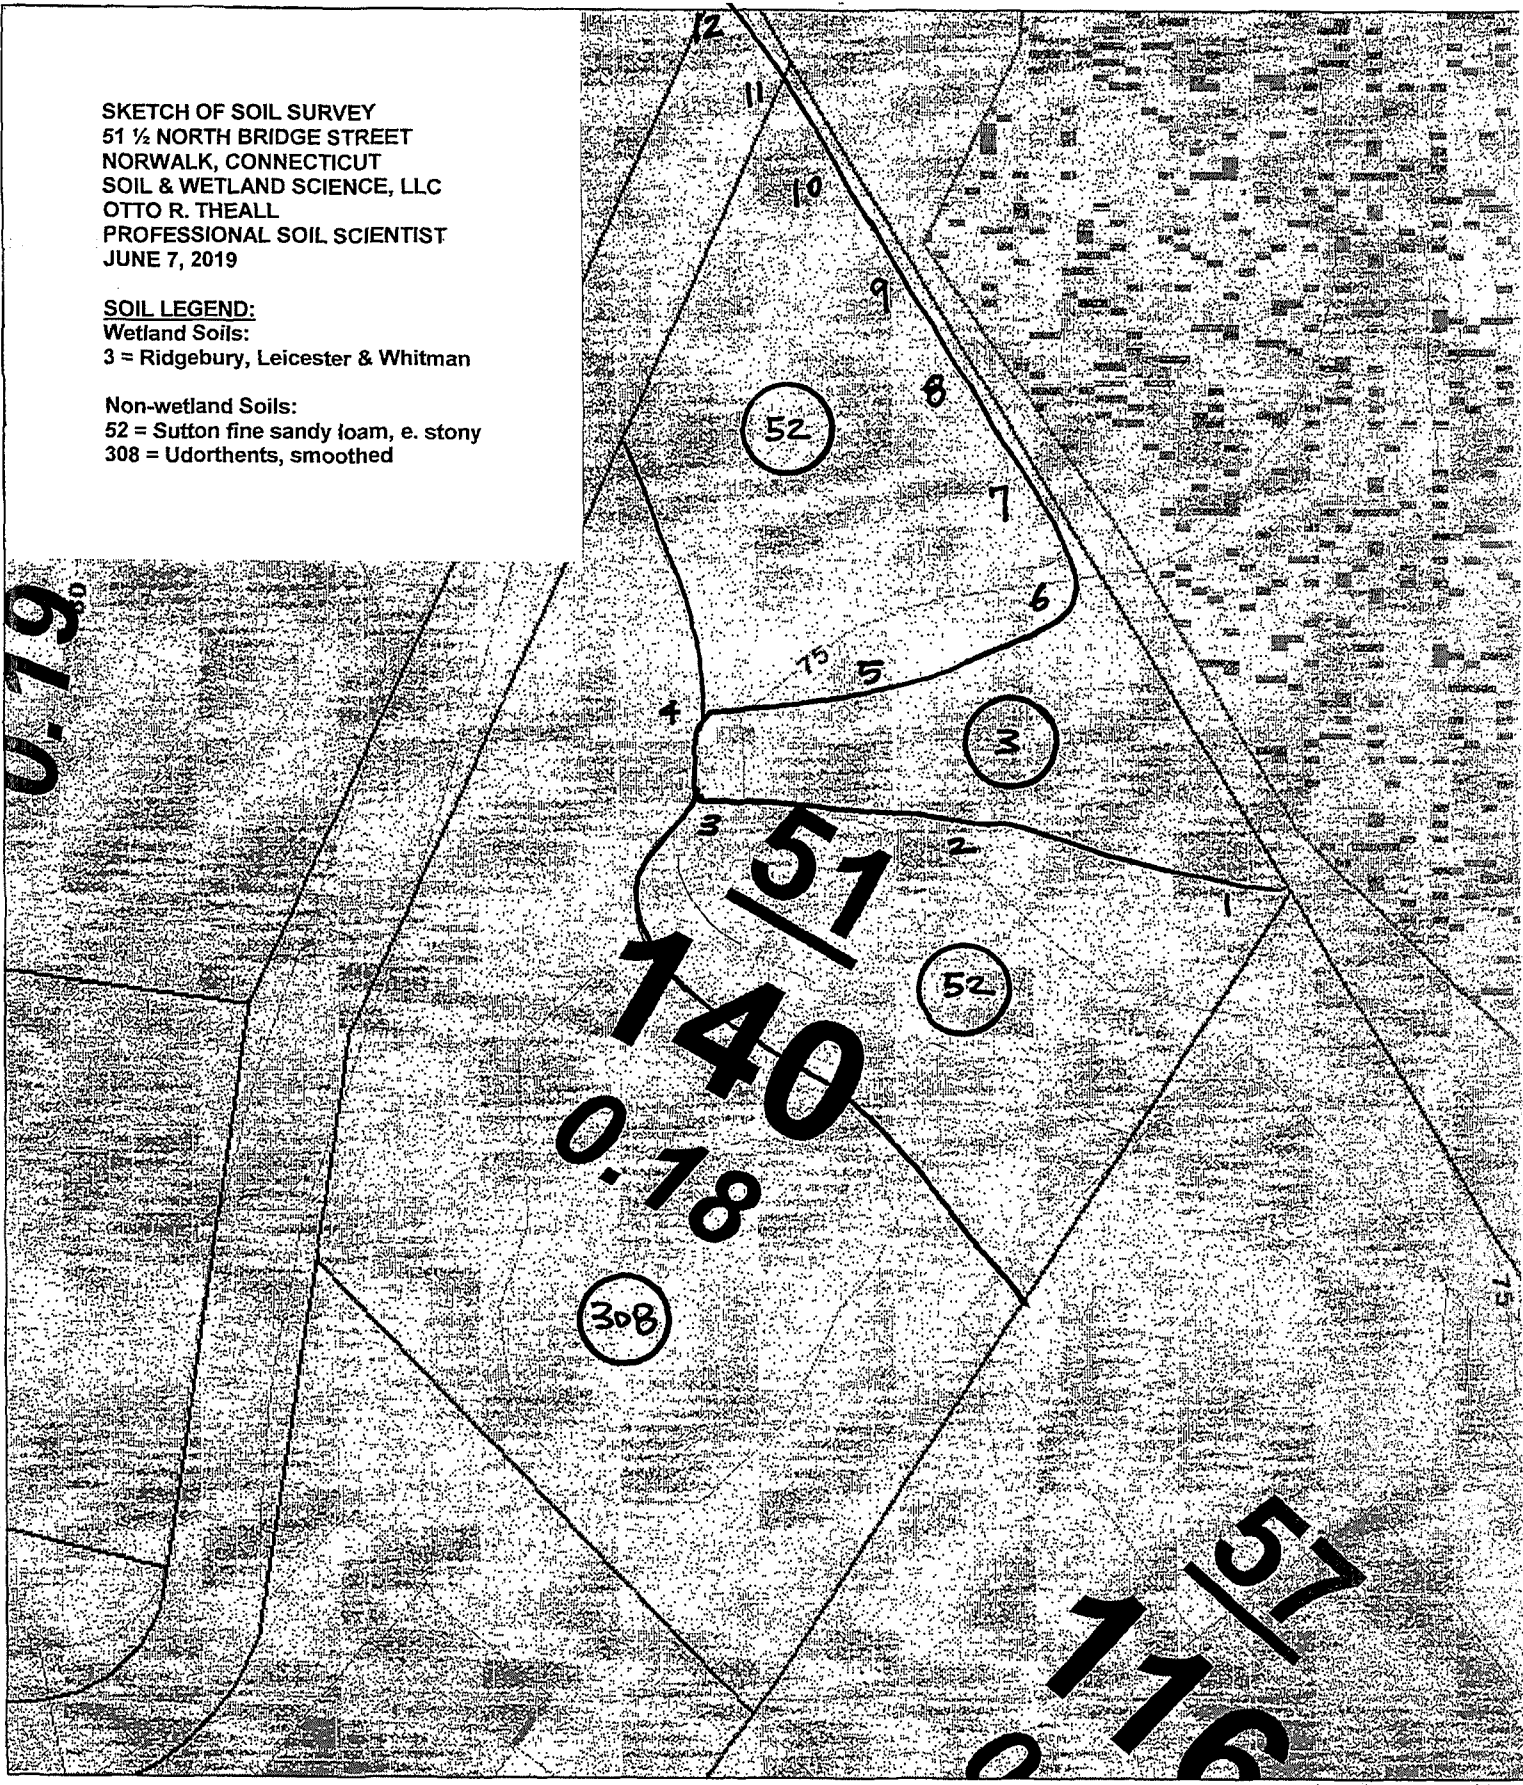 SKETCH OF SOIL SURVEY
51 ½ NORTH BRIDGE STREET
NORWALK, CONNECTICUT
SOIL & WETLAND SCIENCE, LLC
OTTO R. THEALL
PROFESSIONAL SOIL SCIENTIST
JUNE 7, 2019
SOIL LEGEND:
Wetland Soils:
3 = Ridgebury, Leicester & Whitman
Non-wetland Soils:
52 = Sutton fine sandy loam, e. stony
308 = Udorthents, smoothed
12
11
10
9
8
52
7
6
75
5
4
3
3
2
1
51
140
0.18
52
308
0.19
75
57
116
0